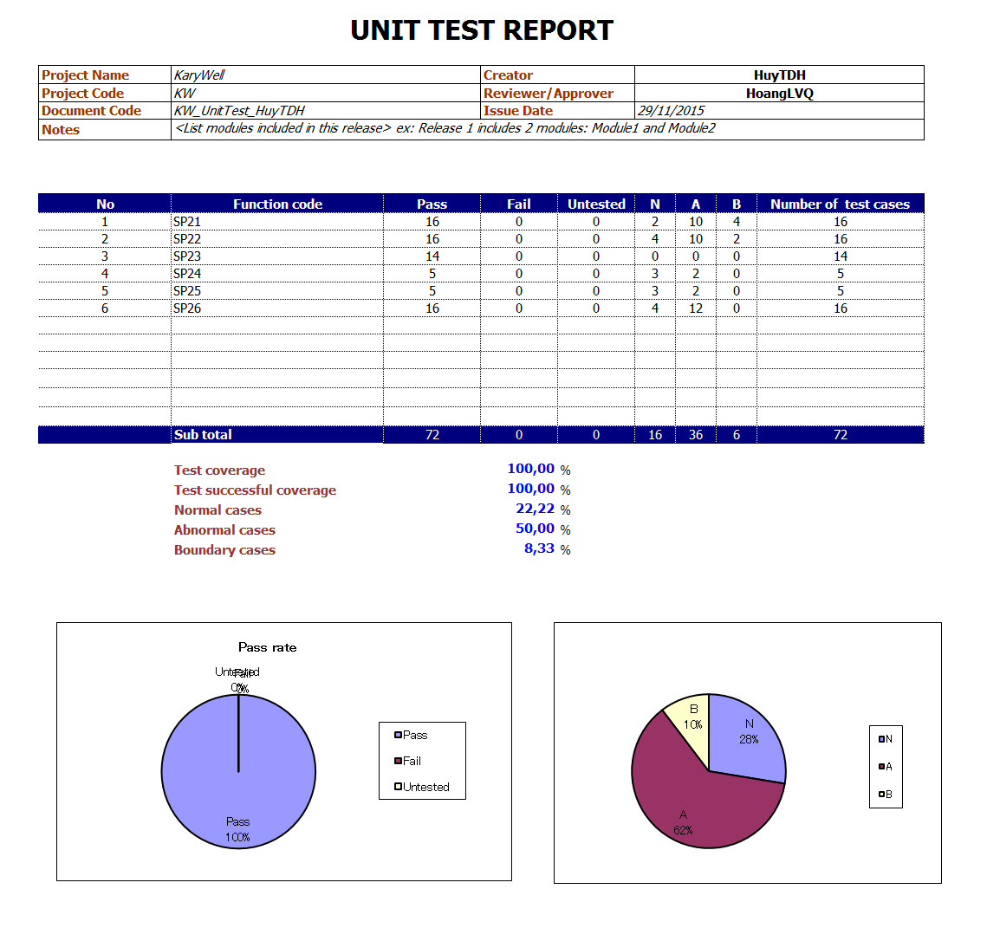 UNIT TEST REPORT
Project Name KaryWell Creator HuyTDH
Project Code KW Reviewer/Approver HoangLVQ
Document Code KW_UnitTest_HuyTDH Issue Date 29/11/2015
Notes <List modules included in this release> ex: Release 1 includes 2 modules: Module1 and Module2
No Function code Pass Fail Untested N A B Number of test cases
1 SP21 16 0 0 2 10 4 16
2 SP22 16 0 0 4 10 2 16
3 SP23 14 0 0 0 0 0 14
4 SP24 5 0 0 3 2 0 5
5 SP25 5 0 0 3 2 0 5
6 SP26 16 0 0 4 12 0 16
Sub total 72 0 0 16 36 6 72
Test coverage 100,00 %
Test successful coverage 100,00 %
Normal cases 22,22 %
Abnormal cases 50,00 %
Boundary cases 8,33 %
Pass rate
Untested
0%
Fail
0%
Pass
100%
Pass
Fail
Untested
B
10%
N
28%
A
62%
N
A
B